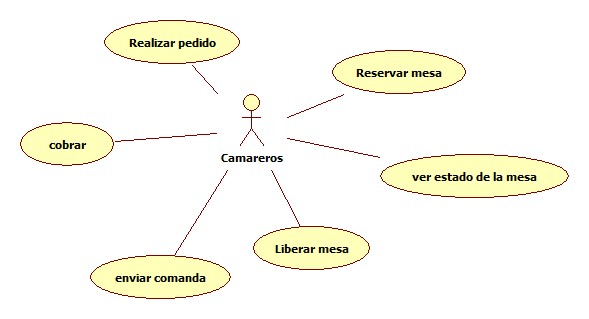 Realizar pedido
Reservar mesa
cobrar
Camareros
ver estado de la mesa
Liberar mesa
enviar comanda